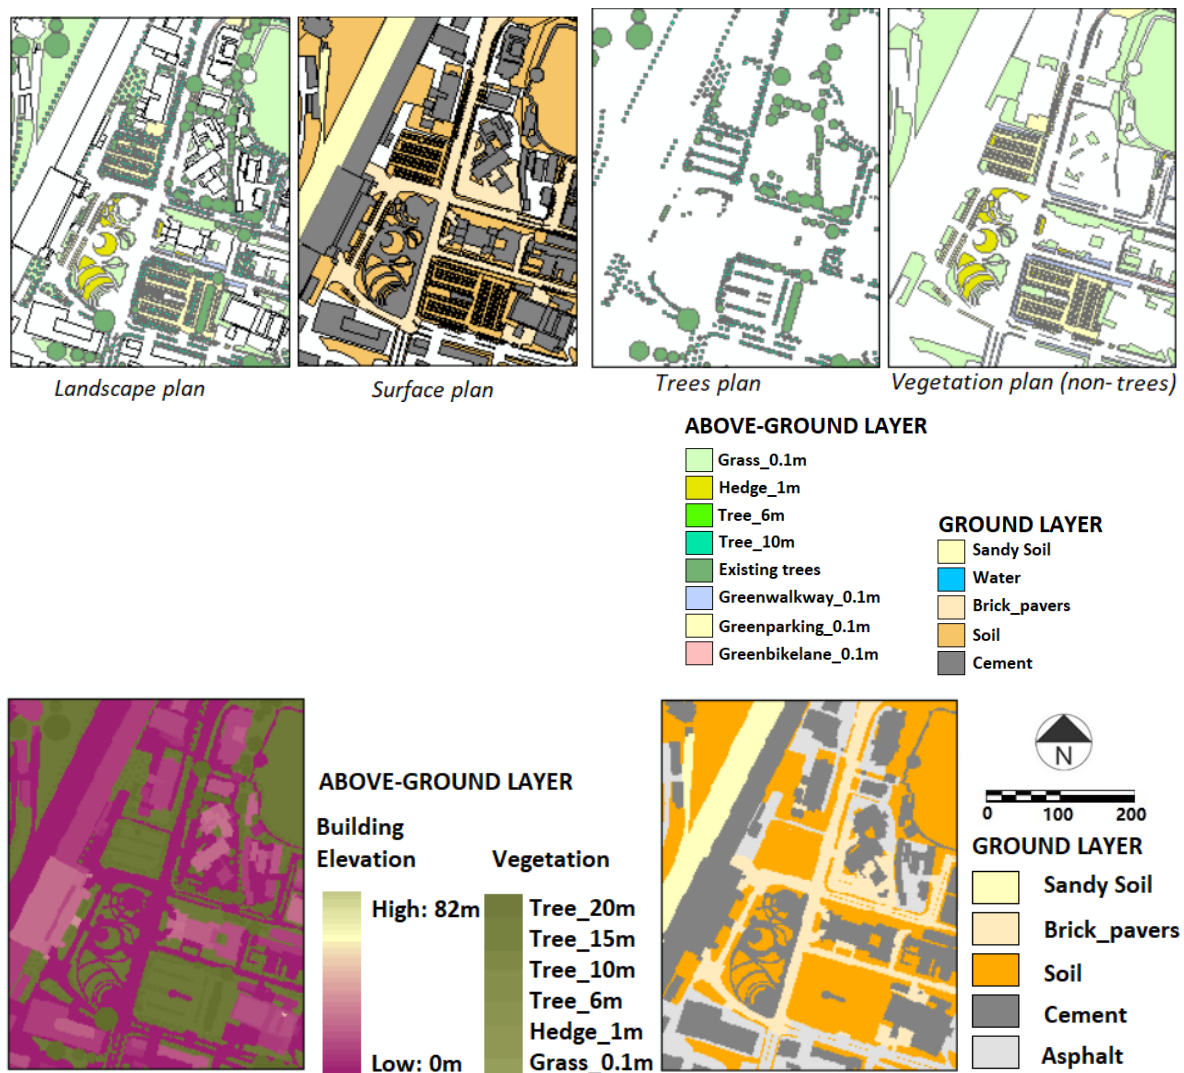 Landscape plan
Surface plan
Trees plan
Vegetation plan (non-trees)
ABOVE-GROUND LAYER
Grass_0.1m
Hedge_1m
Tree_6m
Tree_10m
Existing trees
Greenwalkway_0.1m
Greenparking_0.1m
Greenbikelane_0.1m
GROUND LAYER
Sandy Soil
Water
Brick_pavers
Soil
Cement
ABOVE-GROUND LAYER
Building
Elevation
High: 82m
Low: 0m
Vegetation
Tree_20m
Tree_15m
Tree_10m
Tree_6m
Hedge_1m
Grass_0.1m
N
0 100 200
GROUND LAYER
Sandy Soil
Brick_pavers
Soil
Cement
Asphalt